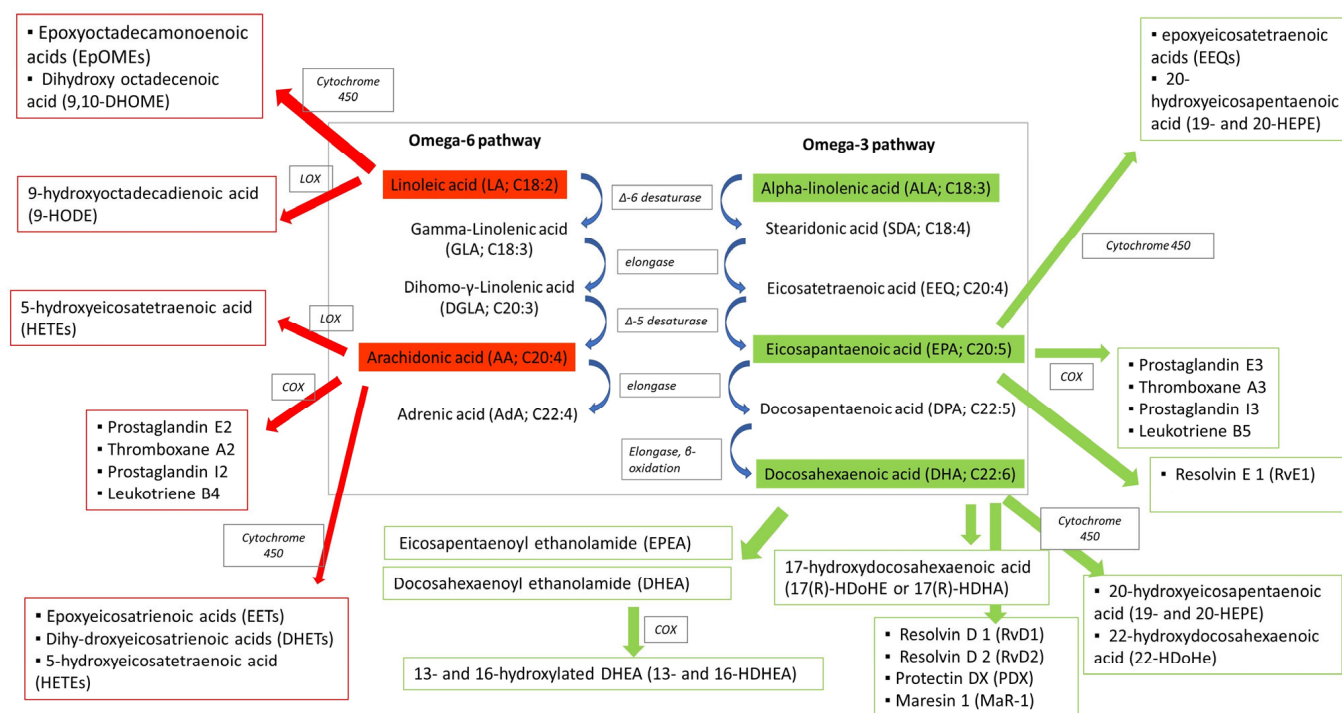 ▪ Epoxyoctadecamonoenoic
acids (EpOMEs)
▪ Dihydroxy octadecenoic
acid (9,10-DHOME)
Cytochrome
450
▪ epoxyeicosatetraenoic
acids (EEQs)
▪ 20-
hydroxyeicosapentaenoic
acid (19- and 20-HEPE)
Omega-6 pathway
Omega-3 pathway
LOX
9-hydroxyoctadecadienoic acid
(9-HODE)
Linoleic acid (LA; C18:2)
Δ-6 desaturase
Alpha-linolenic acid (ALA; C18:3)
Gamma-Linolenic acid
(GLA; C18:3)
Stearidonic acid (SDA; C18:4)
elongase
Cytochrome 450
Dihomo-γ-Linolenic acid
(DGLA; C20:3)
Eicosatetraenoic acid (EEQ; C20:4)
5-hydroxyeicosatetraenoic acid
(HETEs)
LOX
Δ-5 desaturase
Arachidonic acid (AA; C20:4)
Eicosapantaenoic acid (EPA; C20:5)
COX
elongase
COX
▪ Prostaglandin E3
▪ Thromboxane A3
▪ Prostaglandin I3
▪ Leukotriene B5
Adrenic acid (AdA; C22:4)
Docosapentaenoic acid (DPA; C22:5)
▪ Prostaglandin E2
▪ Thromboxane A2
▪ Prostaglandin I2
▪ Leukotriene B4
Elongase, β-
oxidation
Docosahexaenoic acid (DHA; C22:6)
▪ Resolvin E 1 (RvE1)
Cytochrome
450
Eicosapentaenoyl ethanolamide (EPEA)
Docosahexaenoyl ethanolamide (DHEA)
17-hydroxydocosahexaenoic acid
(17(R)-HDoHE or 17(R)-HDHA)
Cytochrome
450
▪ Epoxyeicosatrienoic acids (EETs)
▪ Dihy-droxyeicosatrienoic acids (DHETs)
▪ 5-hydroxyeicosatetraenoic acid
(HETEs)
COX
13- and 16-hydroxylated DHEA (13- and 16-HDHEA)
▪ Resolvin D 1 (RvD1)
▪ Resolvin D 2 (RvD2)
▪ Protectin DX (PDX)
▪ Maresin 1 (MaR-1)
▪ 20-hydroxyeicosapentaenoic
acid (19- and 20-HEPE)
▪ 22-hydroxydocosahexaenoic
acid (22-HDoHe)